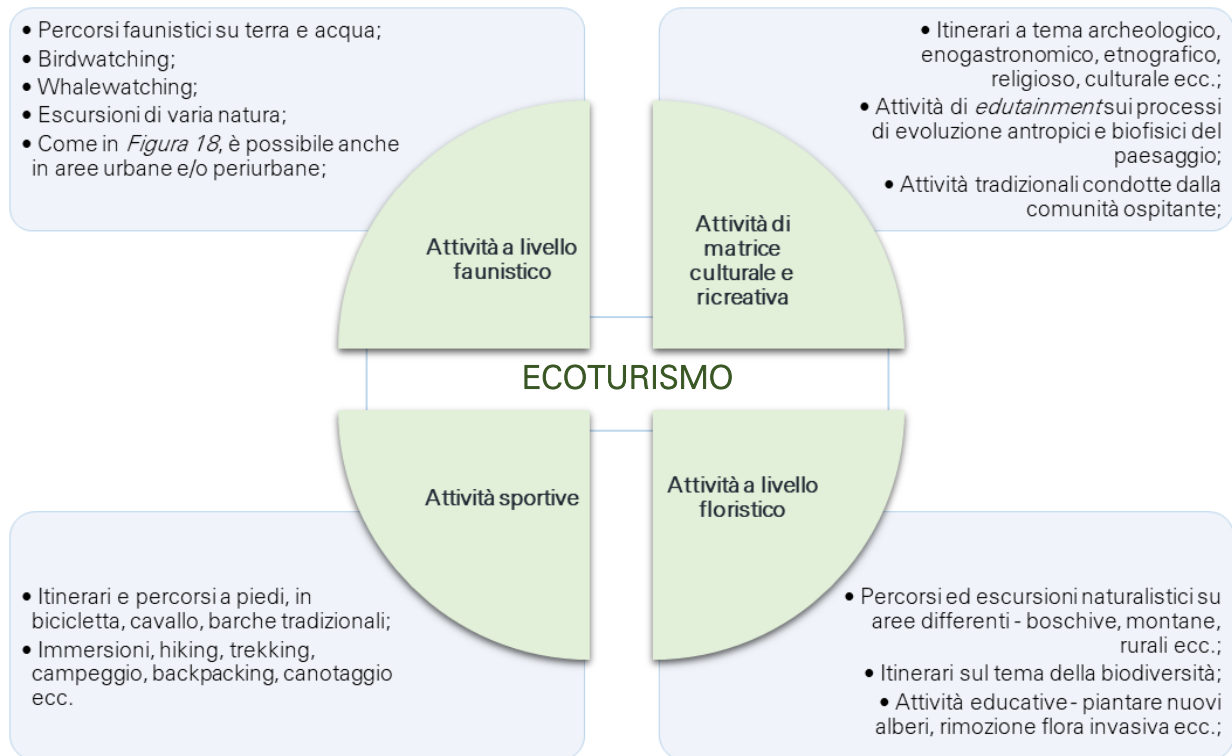 • Percorsi faunistici su terra e acqua;
• Birdwatching;
• Whalewatching;
• Escursioni di varia natura;
• Come in Figura 18, è possibile anche
in aree urbane e/o periurbane;
• Itinerari a tema archeologico,
enogastronomico, etnografico,
religioso, culturale ecc.;
• Attività di edutainment sui processi
di evoluzione antropici e biofisici del
paesaggio;
• Attività tradizionali condotte dalla
comunità ospitante;
Attività a livello
faunistico
Attività di
matrice
culturale e
ricreativa
ECOTURISMO
Attività sportive
Attività a livello
floristico
• Itinerari e percorsi a piedi, in
bicicletta, cavallo, barche tradizionali;
• Immersioni, hiking, trekking,
campeggio, backpacking, canotaggio
ecc.
• Percorsi ed escursioni naturalistici su
aree differenti - boschive, montane,
rurali ecc.;
• Itinerari sul tema della biodiversità;
• Attività educative - piantare nuovi
alberi, rimozione flora invasiva ecc.;